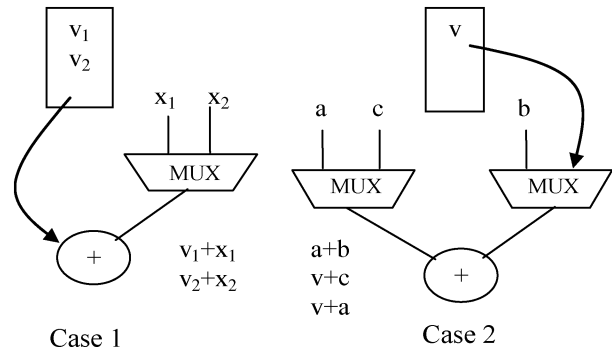 v₁
v₂
x₁ x₂
MUX
+
v₁+x₁
v₂+x₂
Case 1
v
a c b
MUX MUX
+
a+b
v+c
v+a
Case 2